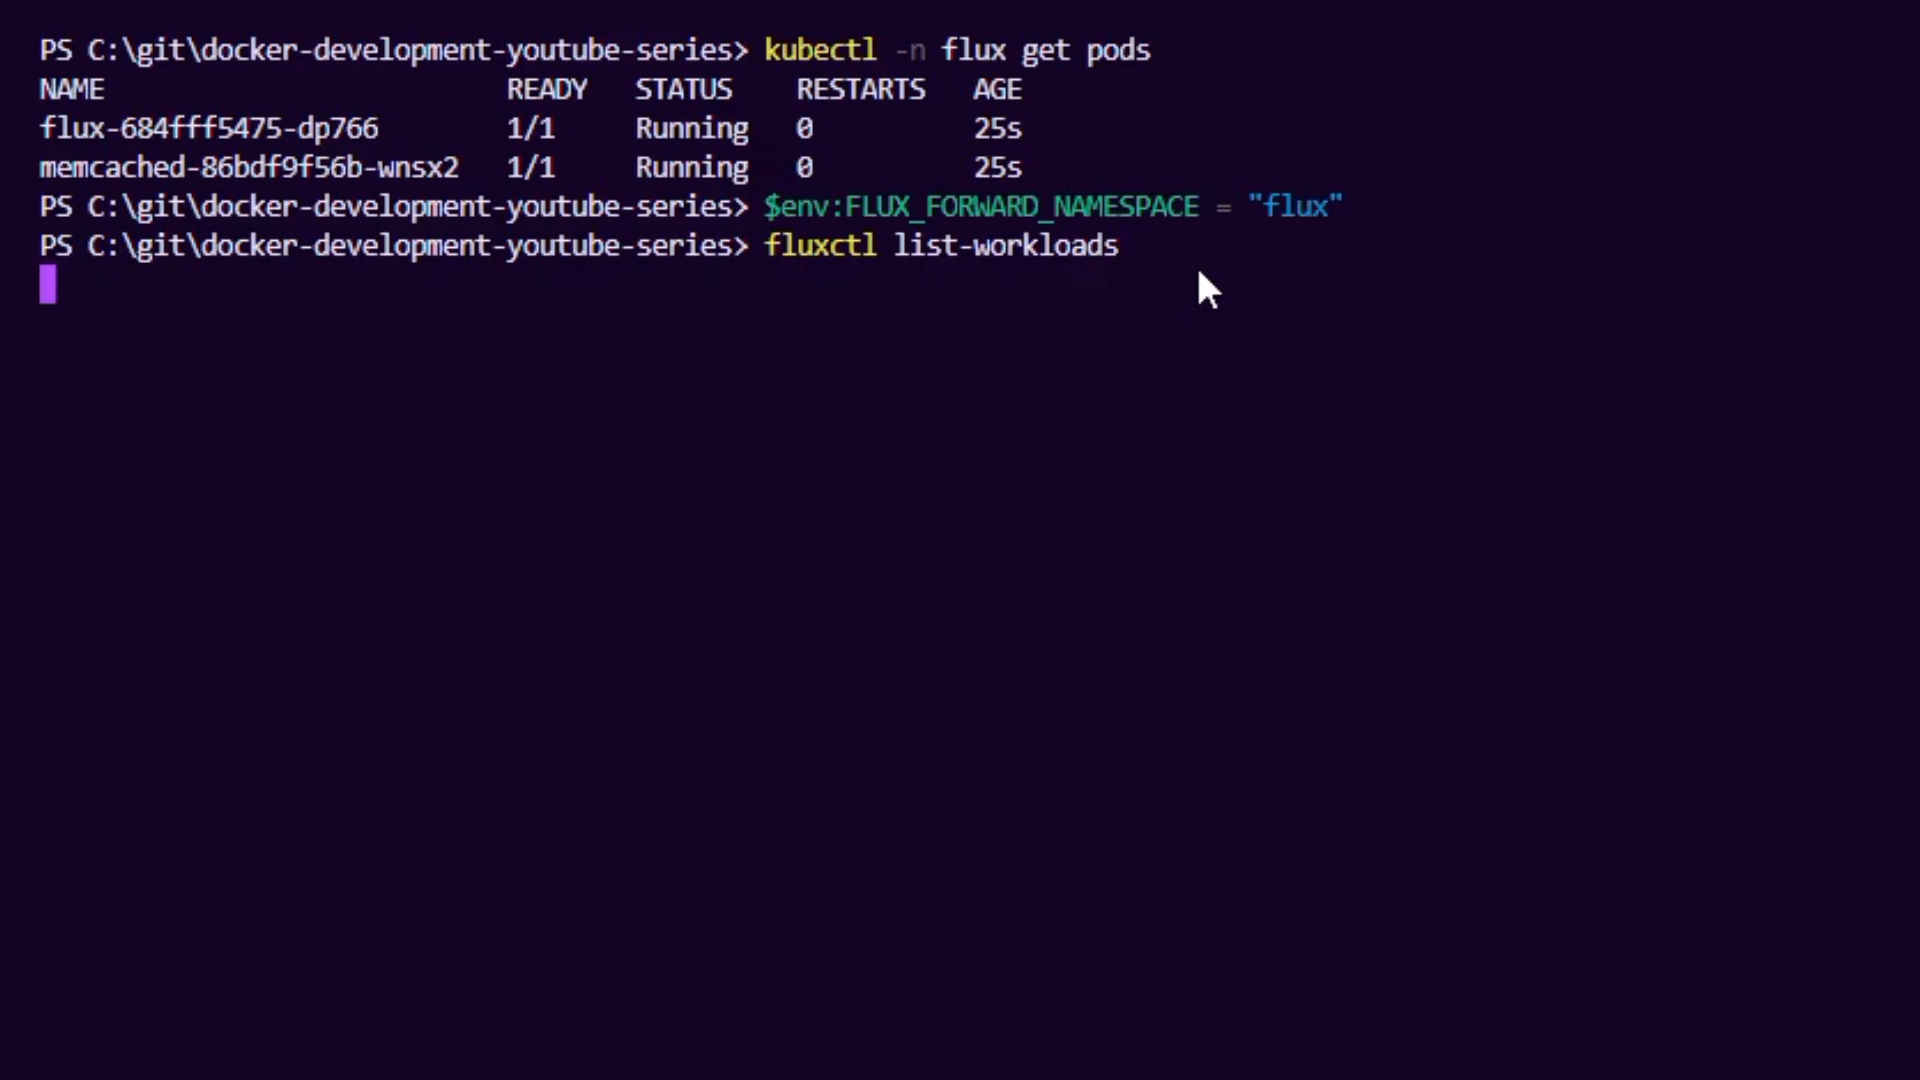 PS C:\git\docker-development-youtube-series> kubectl -n flux get pods
NAME READY STATUS RESTARTS AGE
flux-684fff5475-dp766 1/1 Running 0 25s
memcached-86bdf9f56b-wnsx2 1/1 Running 0 25s
PS C:\git\docker-development-youtube-series> $env:FLUX_FORWARD_NAMESPACE = "flux"
PS C:\git\docker-development-youtube-series> fluxctl list-workloads